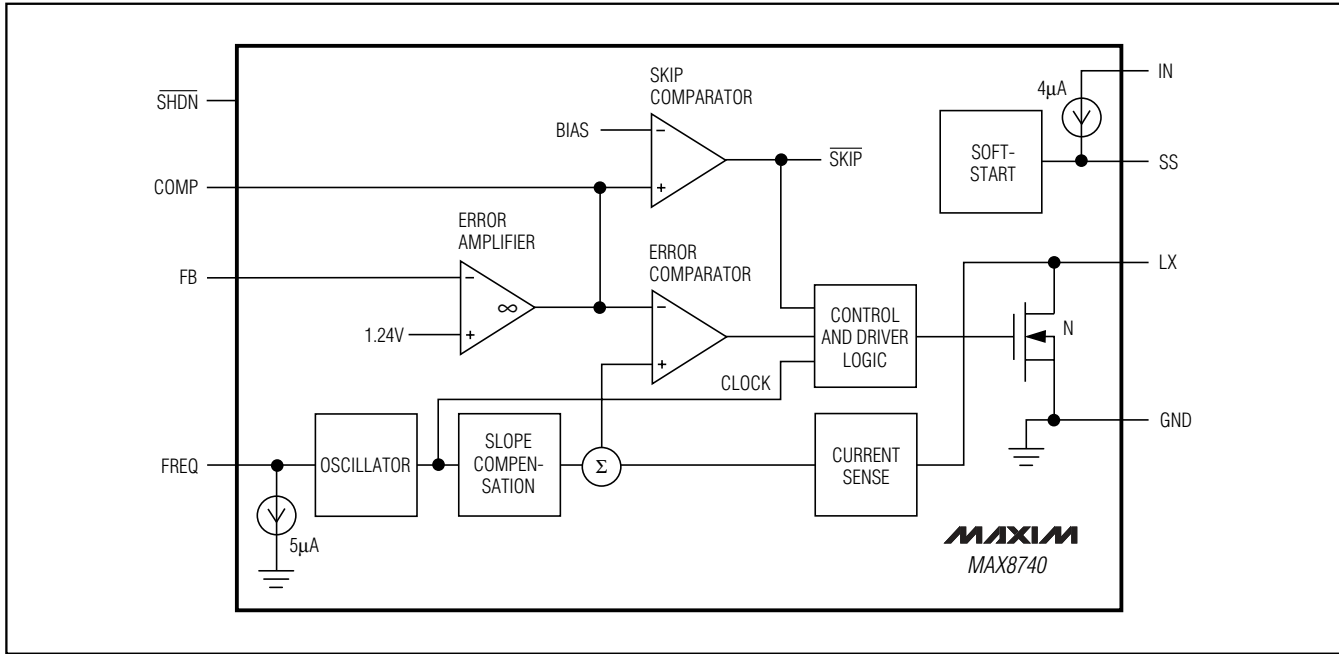 SHDN
COMP
FB
FREQ
SKIP
COMPARATOR
BIAS
SKIP
ERROR
AMPLIFIER
∞
1.24V
ERROR
COMPARATOR
CLOCK
OSCILLATOR
SLOPE
COMPEN-
SATION
Σ
5µA
CONTROL
AND DRIVER
LOGIC
CURRENT
SENSE
SOFT-
START
4µA
IN
SS
LX
N
GND
MAXIM
MAX8740